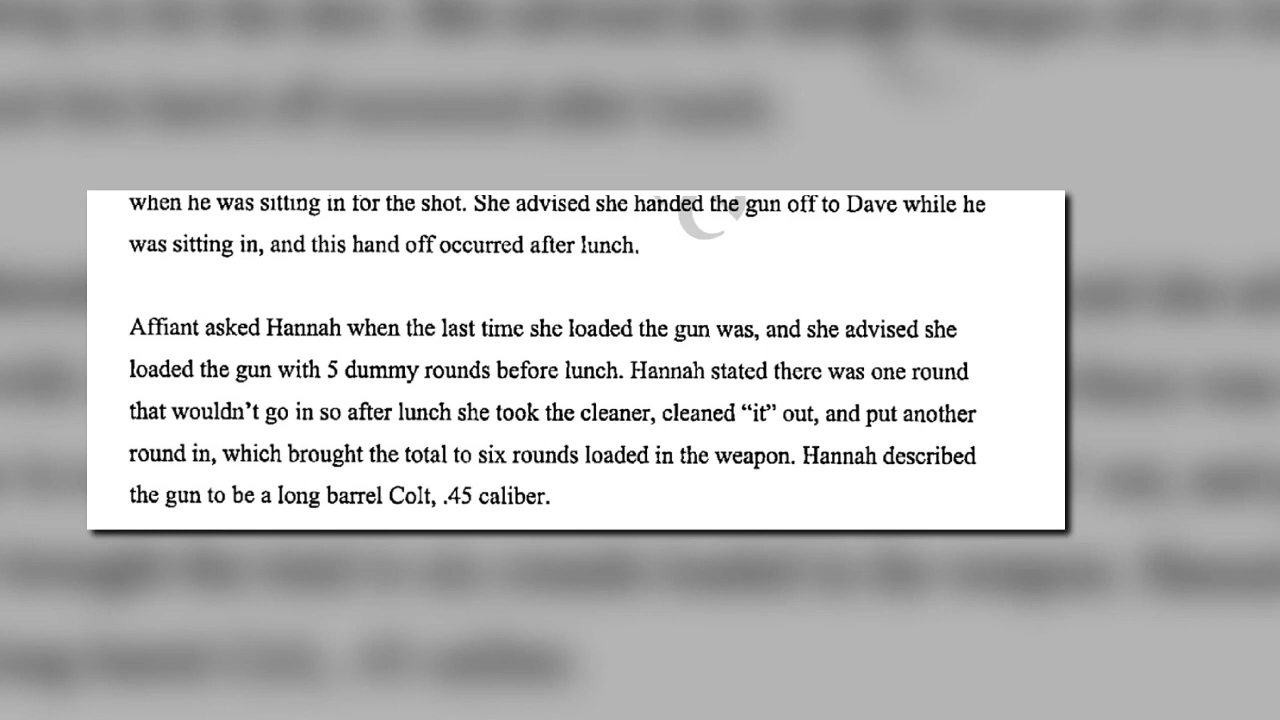 when he was sitting in for the shot. She advised she handed the gun off to Dave while he
was sitting in, and this hand off occurred after lunch.
Affiant asked Hannah when the last time she loaded the gun was, and she advised she
loaded the gun with 5 dummy rounds before lunch. Hannah stated there was one round
that wouldn’t go in so after lunch she took the cleaner, cleaned “it” out, and put another
round in, which brought the total to six rounds loaded in the weapon. Hannah described
the gun to be a long barrel Colt, .45 caliber.